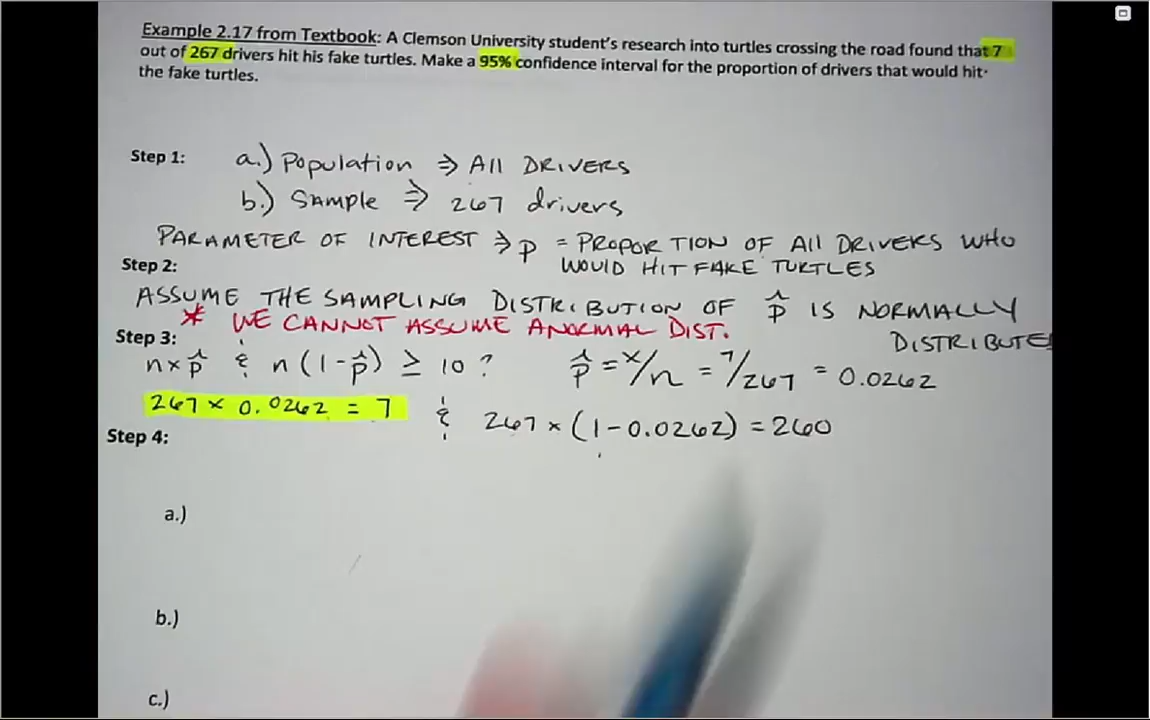 Example 2.17 from Textbook: A Clemson University student's research into turtles crossing the road found that 7
out of 267 drivers hit his fake turtles. Make a 95% confidence interval for the proportion of drivers that would hit
the fake turtles.
Step 1: a.) Population ⇒ All DRIVERS
b.) SAmple ⇒ 267 drivers
PARAMETER OF INTEREST ⇒ p = PROPORTION OF All DRIVERS WHO
WOULD HIT FAKE TURTLES
Step 2:
ASSUME THE SAMPLING DISTRIBUTION OF p̂ IS NORMALLY
DISTRIBUTE
* WE CANNOT ASSUME A NORMAL DIST.
Step 3:
n x p̂ & n (1-p̂) ≥ 10 ? p̂ = x/n = 7/267 = 0.0262
267 x 0.0262 = 7 & 267 x (1-0.0262) = 260
Step 4:
a.)
b.)
c.)